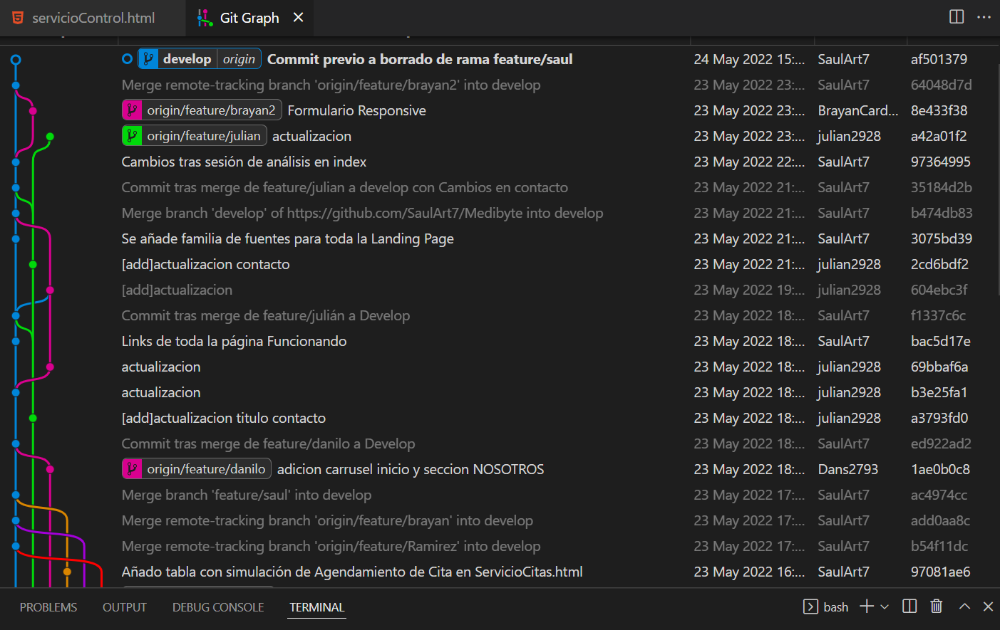 servicioControl.html Git Graph
develop origin Commit previo a borrado de rama feature/saul 24 May 2022 15:... SaulArt7 af501379
Merge remote-tracking branch 'origin/feature/brayan2' into develop 23 May 2022 23:... SaulArt7 64048d7d
origin/feature/brayan2 Formulario Responsive 23 May 2022 23:... BrayanCard... 8e433f38
origin/feature/julian actualizacion 23 May 2022 23:... julian2928 a42a01f2
Cambios tras sesión de análisis en index 23 May 2022 22:... SaulArt7 97364995
Commit tras merge de feature/julian a develop con Cambios en contacto 23 May 2022 21:... SaulArt7 35184d2b
Merge branch 'develop' of https://github.com/SaulArt7/Medibyte into develop 23 May 2022 21:... SaulArt7 b474db83
Se añade familia de fuentes para toda la Landing Page 23 May 2022 21:... SaulArt7 3075bd39
[add]actualizacion contacto 23 May 2022 21:... julian2928 2cd6bdf2
[add]actualizacion 23 May 2022 19:... julian2928 604ebc3f
Commit tras merge de feature/julián a Develop 23 May 2022 18:... SaulArt7 f1337c6c
Links de toda la página Funcionando 23 May 2022 18:... SaulArt7 bac5d17e
actualizacion 23 May 2022 18:... julian2928 69bbaf6a
actualizacion 23 May 2022 18:... julian2928 b3e25fa1
[add]actualizacion titulo contacto 23 May 2022 18:... julian2928 a3793fd0
Commit tras merge de feature/danilo a Develop 23 May 2022 18:... SaulArt7 ed922ad2
origin/feature/danilo adicion carrusel inicio y seccion NOSOTROS 23 May 2022 18:... Dans2793 1ae0b0c8
Merge branch 'feature/saul' into develop 23 May 2022 17:... SaulArt7 ac4974cc
Merge remote-tracking branch 'origin/feature/brayan' into develop 23 May 2022 17:... SaulArt7 add0aa8c
Merge remote-tracking branch 'origin/feature/Ramirez' into develop 23 May 2022 17:... SaulArt7 b54f11dc
Añado tabla con simulación de Agendamiento de Cita en ServicioCitas.html 23 May 2022 16:... SaulArt7 97081ae6
PROBLEMS OUTPUT DEBUG CONSOLE TERMINAL bash